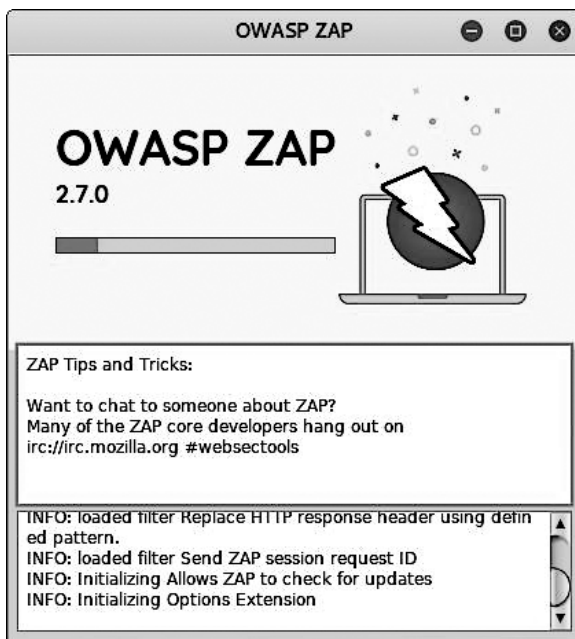 OWASP ZAP
OWASP ZAP
2.7.0
ZAP Tips and Tricks:
Want to chat to someone about ZAP?
Many of the ZAP core developers hang out on
irc://irc.mozilla.org #websectools
INFO: loaded filter Replace HTTP response header using defin
ed pattern.
INFO: loaded filter Send ZAP session request ID
INFO: Initializing Allows ZAP to check for updates
INFO: Initializing Options Extension